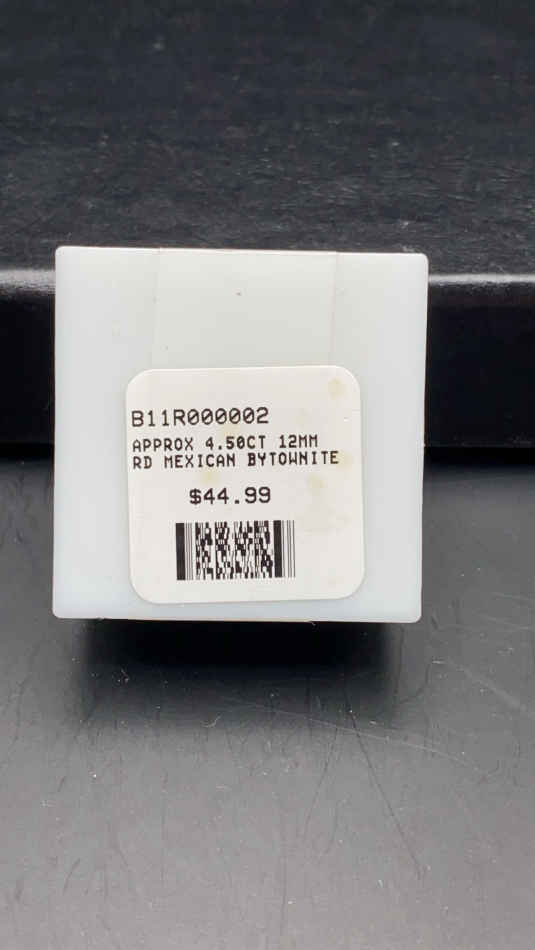 B11R000002
APPROX 4.50CT 12MM
RD MEXICAN BYTOWNITE
$44.99